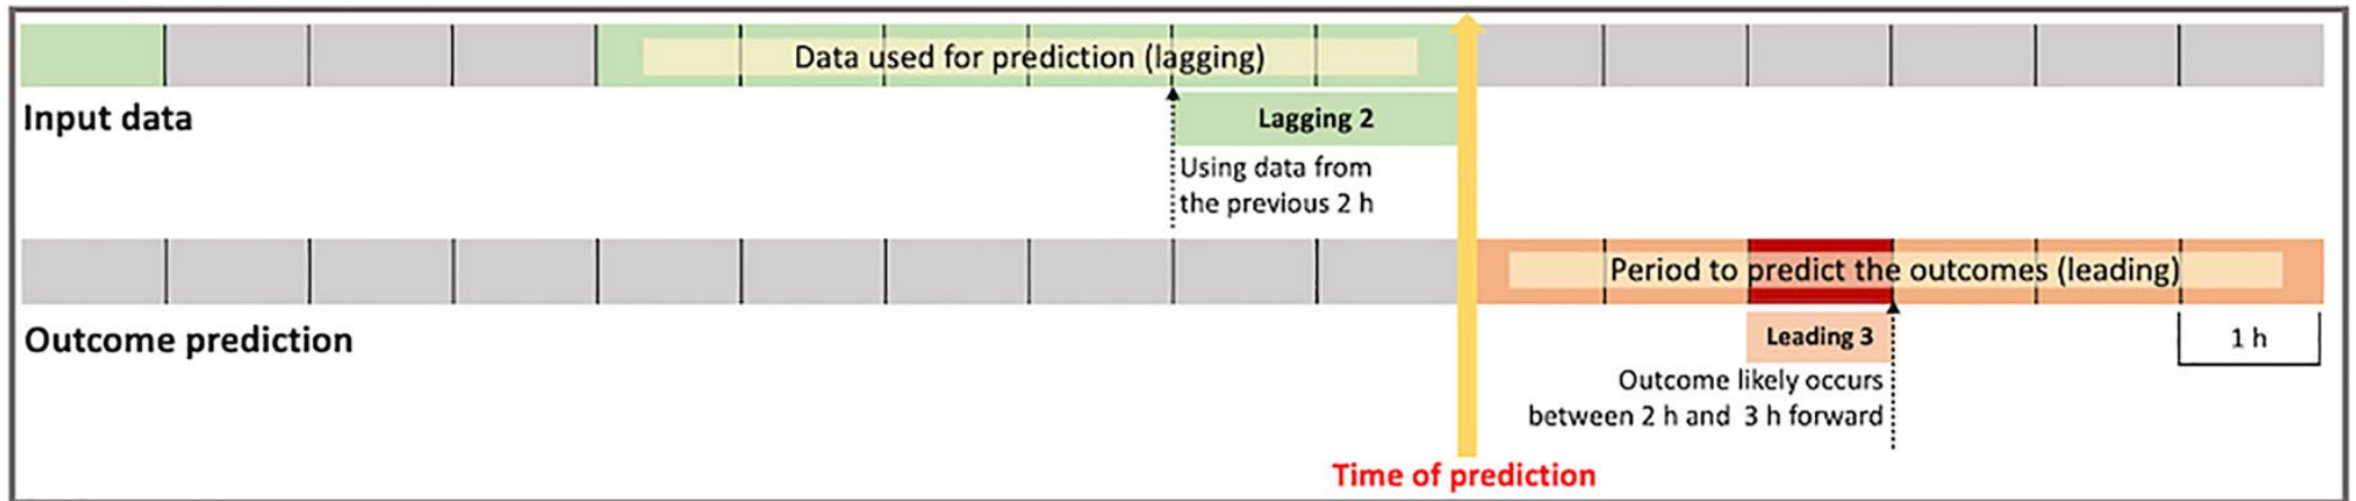 Data used for prediction (lagging)
Input data
Lagging 2
Using data from
the previous 2 h
Period to predict the outcomes (leading)
Outcome prediction
Leading 3
1 h
Outcome likely occurs
between 2 h and 3 h forward
Time of prediction